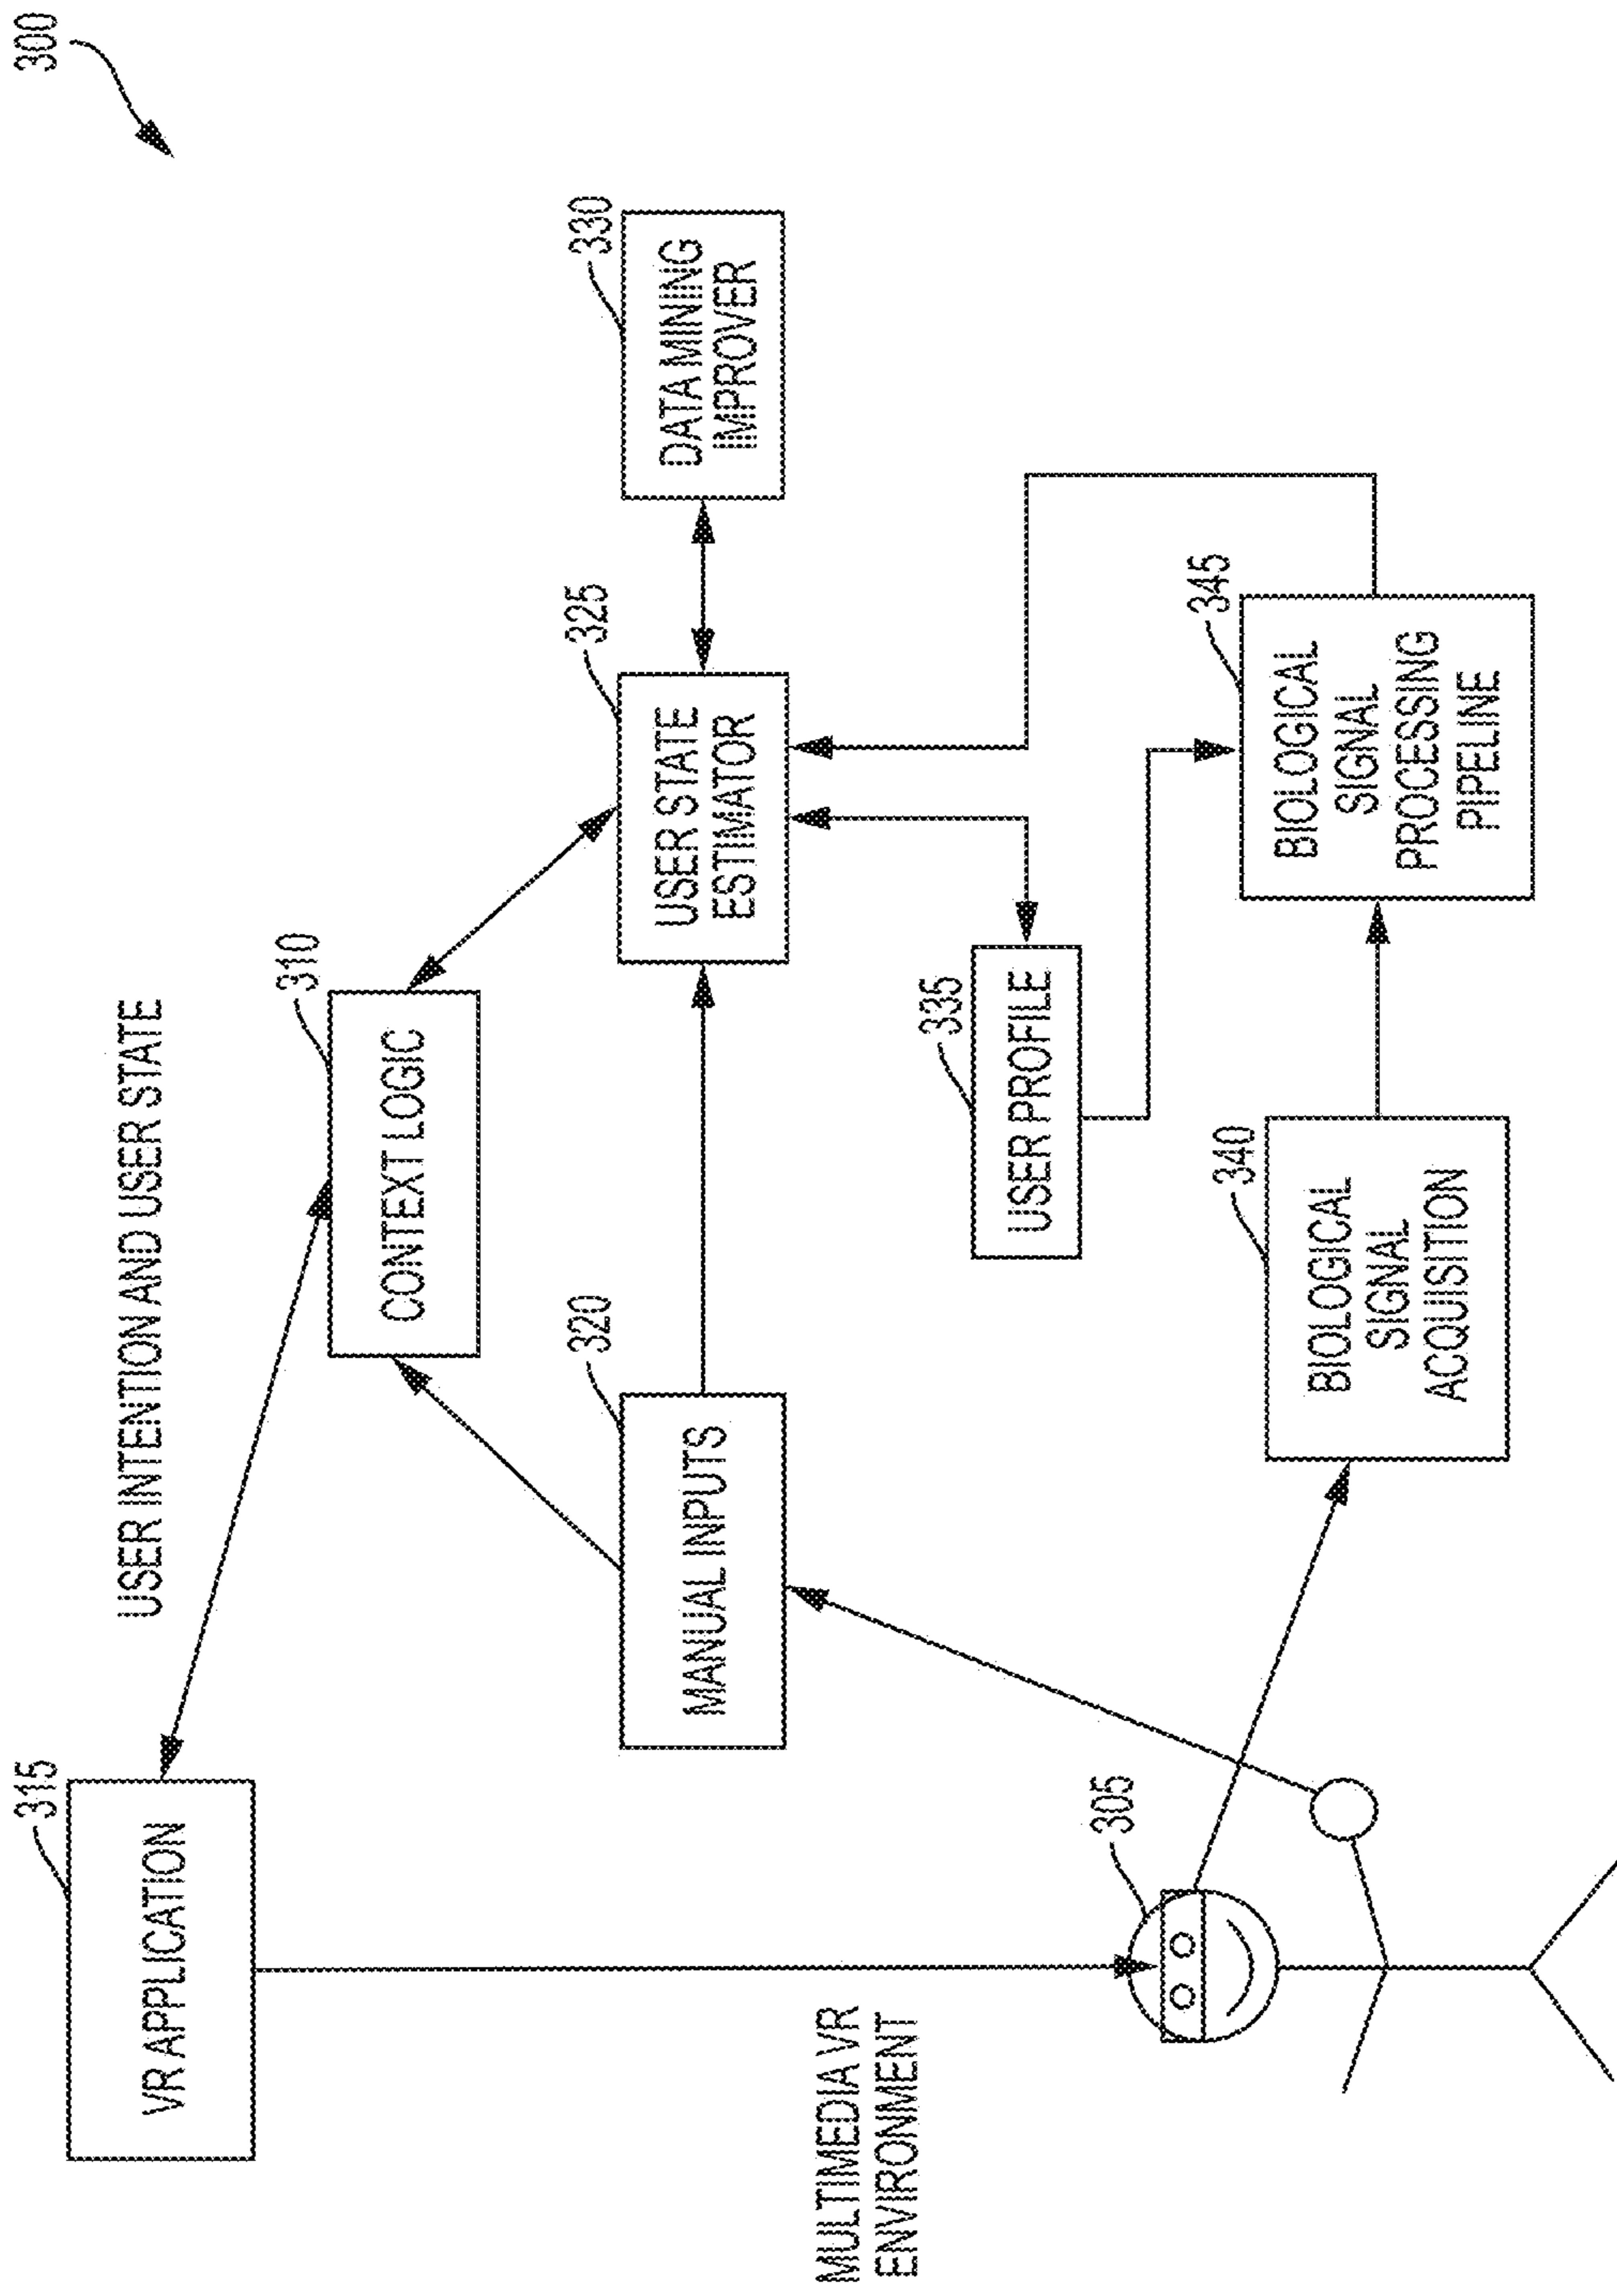 300
USER INTENTION AND USER STATE
315
VR APPLICATION
310
CONTEXT LOGIC
320
MANUAL INPUTS
325
USER STATE
ESTIMATOR
330
DATA MINING
IMPROVER
MULTIMEDIA VR
ENVIRONMENT
305
335
USER PROFILE
340
BIOLOGICAL
SIGNAL
ACQUISITION
345
BIOLOGICAL
SIGNAL
PROCESSING
PIPELINE